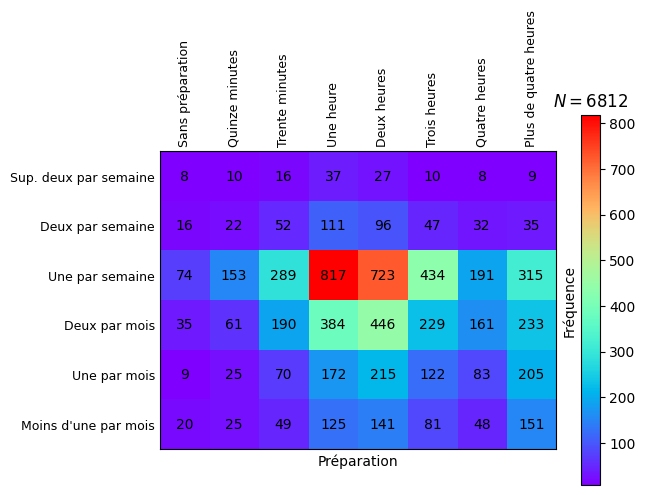 Sans préparation
Quinze minutes
Trente minutes
Une heure
Deux heures
Trois heures
Quatre heures
Plus de quatre heures
N = 6812
Sup. deux par semaine 8 10 16 37 27 10 8 9
Deux par semaine 16 22 52 111 96 47 32 35
Une par semaine 74 153 289 817 723 434 191 315
Deux par mois 35 61 190 384 446 229 161 233
Une par mois 9 25 70 172 215 122 83 205
Moins d'une par mois 20 25 49 125 141 81 48 151
Préparation
Fréquence
800
700
600
500
400
300
200
100